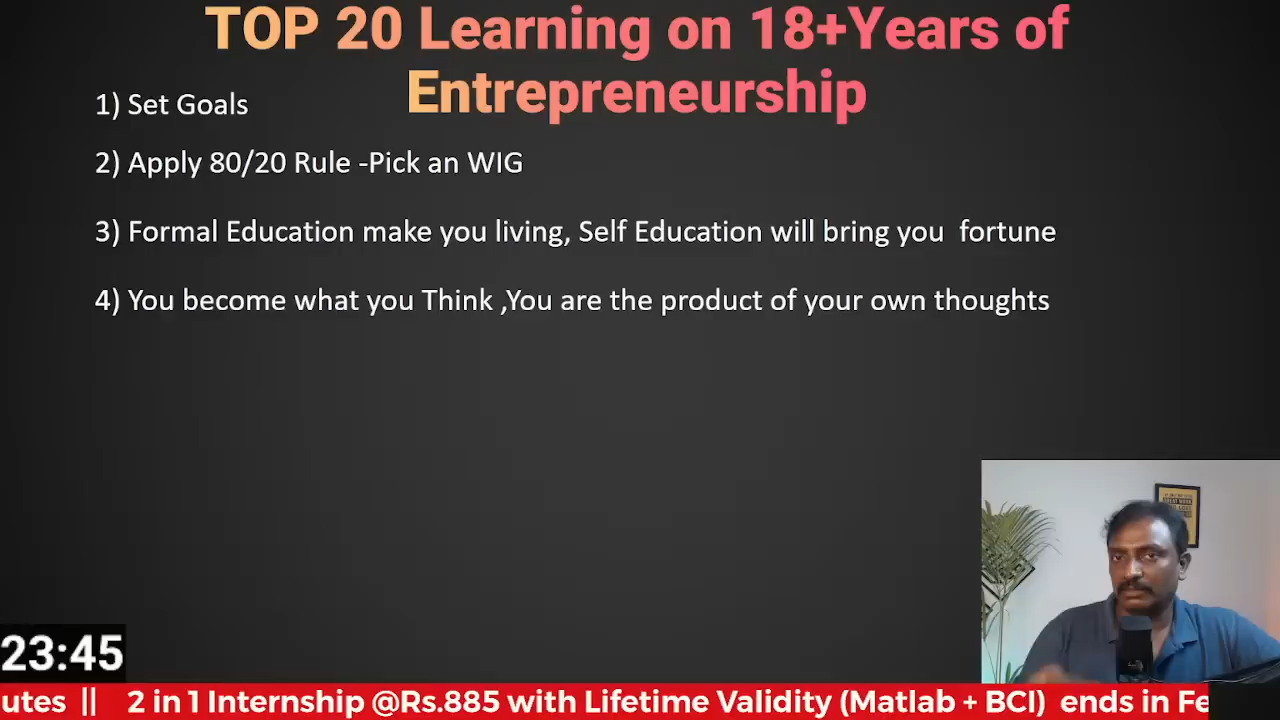 TOP 20 Learning on 18+Years of
Entrepreneurship
1) Set Goals
2) Apply 80/20 Rule -Pick an WIG
3) Formal Education make you living, Self Education will bring you  fortune
4) You become what you Think ,You are the product of your own thoughts
GREAT WORK
23:45
utes  ||  2 in 1 Internship @Rs.885 with Lifetime Validity (Matlab + BCI)  ends in Fe